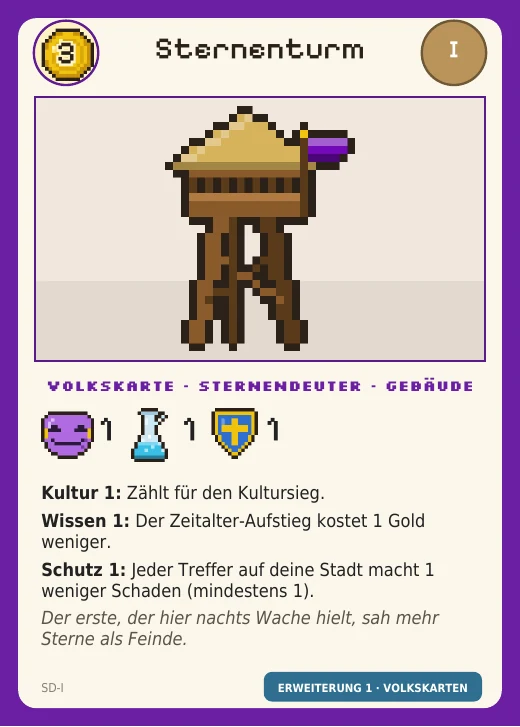 3
Sternenturm
I
VOLKSKARTE · STERNENDEUTER · GEBÄUDE
1 1 1
Kultur 1: Zählt für den Kultursieg.
Wissen 1: Der Zeitalter-Aufstieg kostet 1 Gold
weniger.
Schutz 1: Jeder Treffer auf deine Stadt macht 1
weniger Schaden (mindestens 1).
Der erste, der hier nachts Wache hielt, sah mehr
Sterne als Feinde.
SD-I
ERWEITERUNG 1 · VOLKSKARTEN